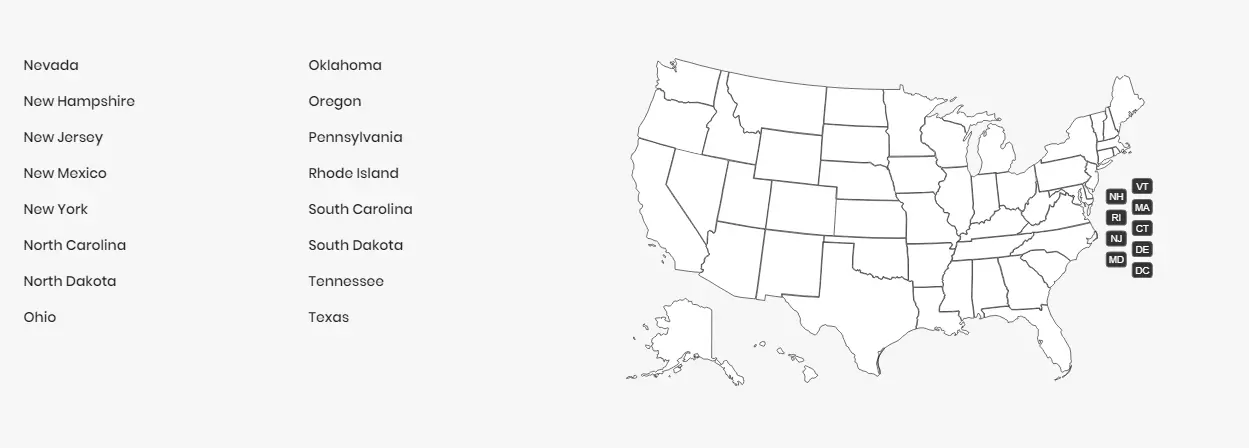 Nevada
New Hampshire
New Jersey
New Mexico
New York
North Carolina
North Dakota
Ohio
Oklahoma
Oregon
Pennsylvania
Rhode Island
South Carolina
South Dakota
Tennessee
Texas
VT
NH
MA
RI
CT
NJ
DE
MD
DC